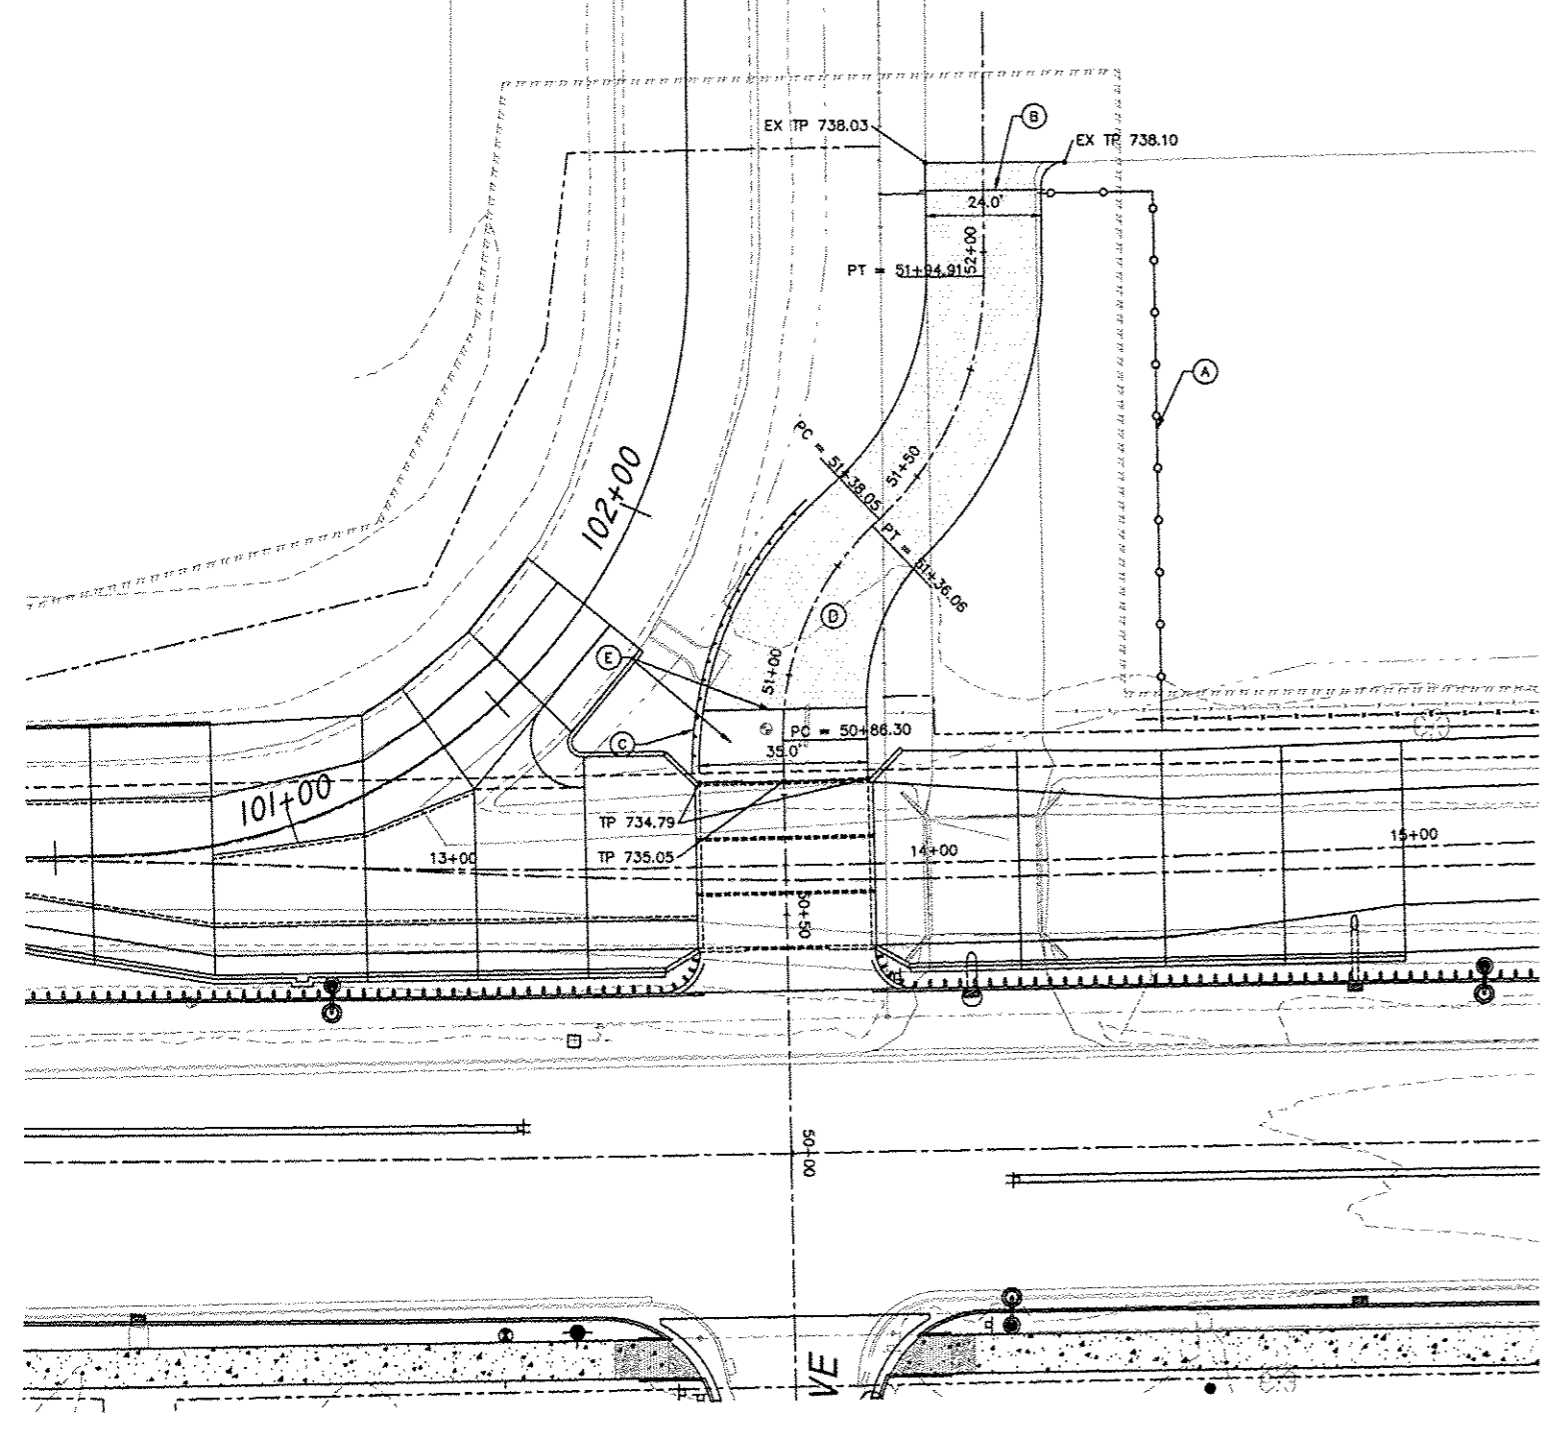 B
EX TP 738.03
EX TP 738.10
24.0'
52+00
PT = 51+94.91
A
102+00
PC = 51+38.05
51+50
PT = 51+36.06
D
E
51+00
C
PC = 50+86.30
35.0'
101+00
TP 734.79
TP 735.05
13+00
14+00
15+00
50+50
50+00
VE